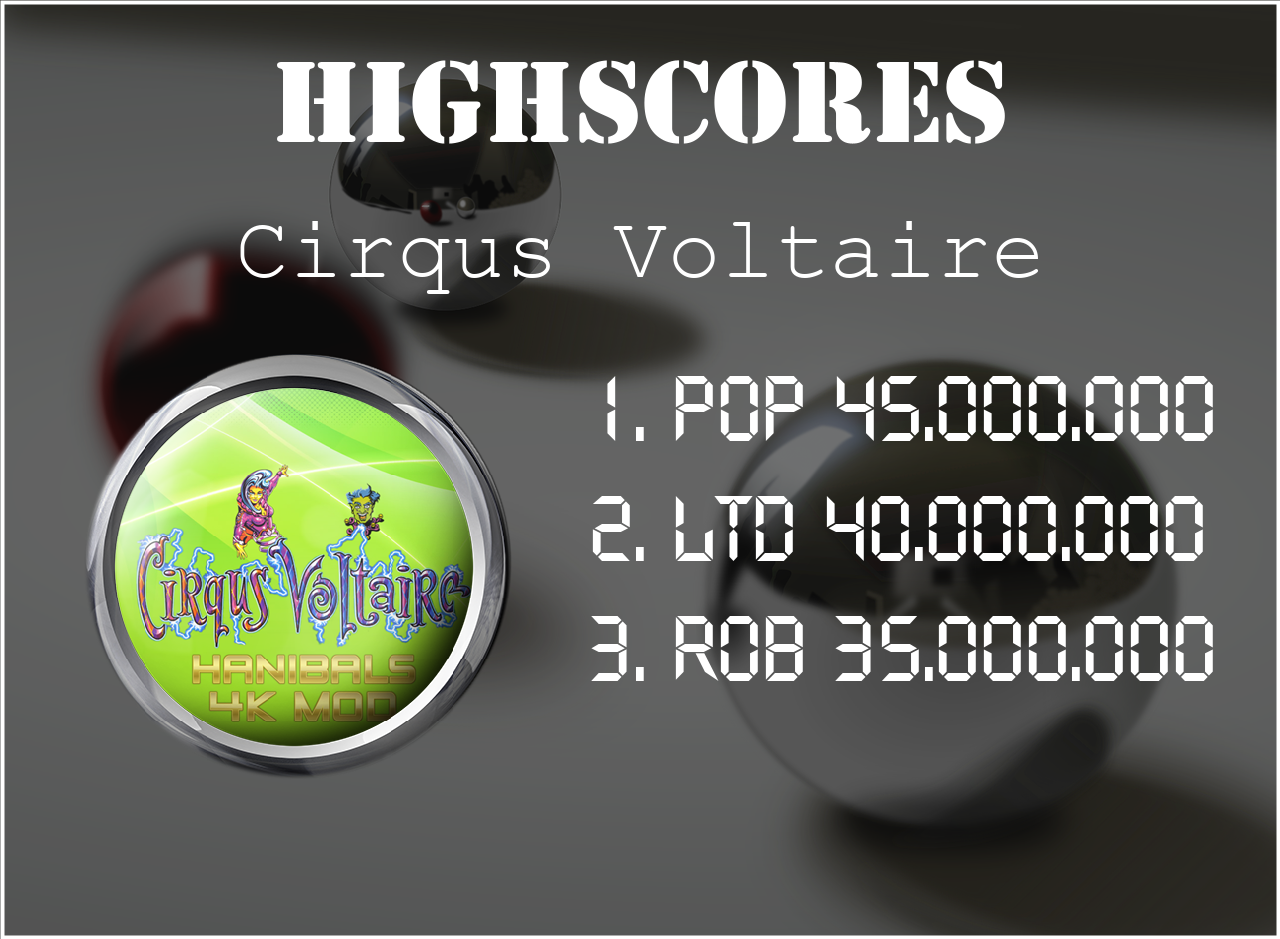 HIGHSCORES
Cirqus Voltaire
1. POP 45.000.000
2. LTD 40.000.000
3. ROB 35.000.000
Cirqus Voltaire
HANIBALS
4K MOD